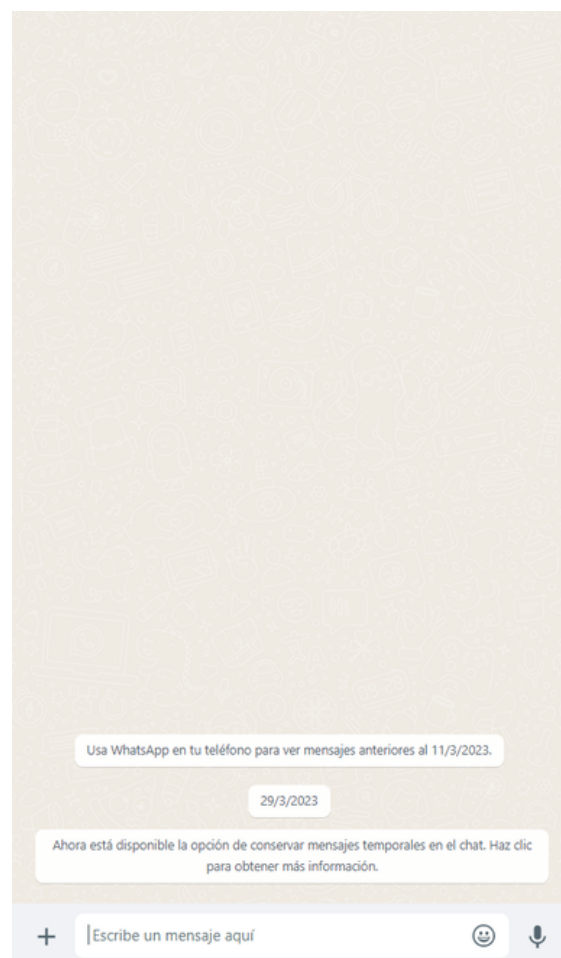 Usa WhatsApp en tu teléfono para ver mensajes anteriores al 11/3/2023.
29/3/2023
Ahora está disponible la opción de conservar mensajes temporales en el chat. Haz clic
para obtener más información.
Escribe un mensaje aquí